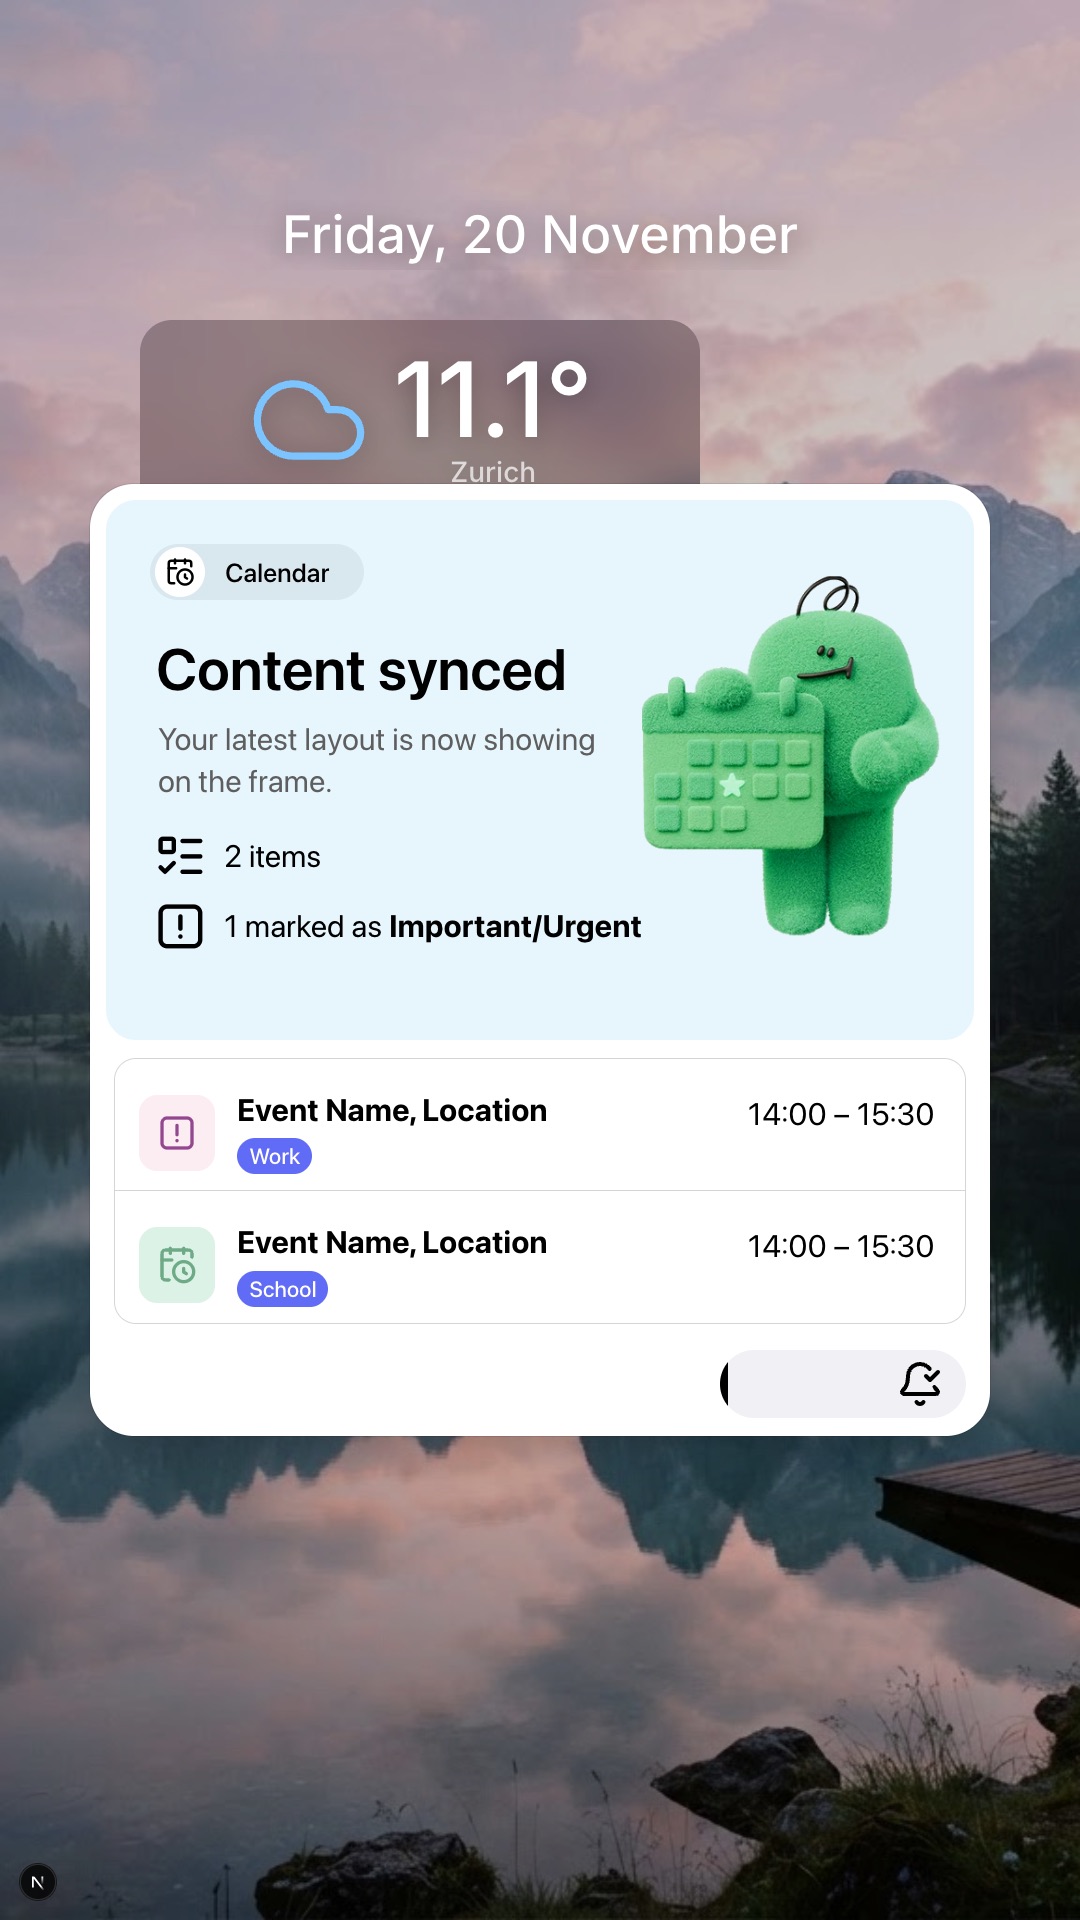 Friday, 20 November
11.1°
Zurich
Calendar
Content synced
Your latest layout is now showing
on the frame.
2 items
1 marked as Important/Urgent
Event Name, Location
14:00 – 15:30
Work
Event Name, Location
14:00 – 15:30
School
N